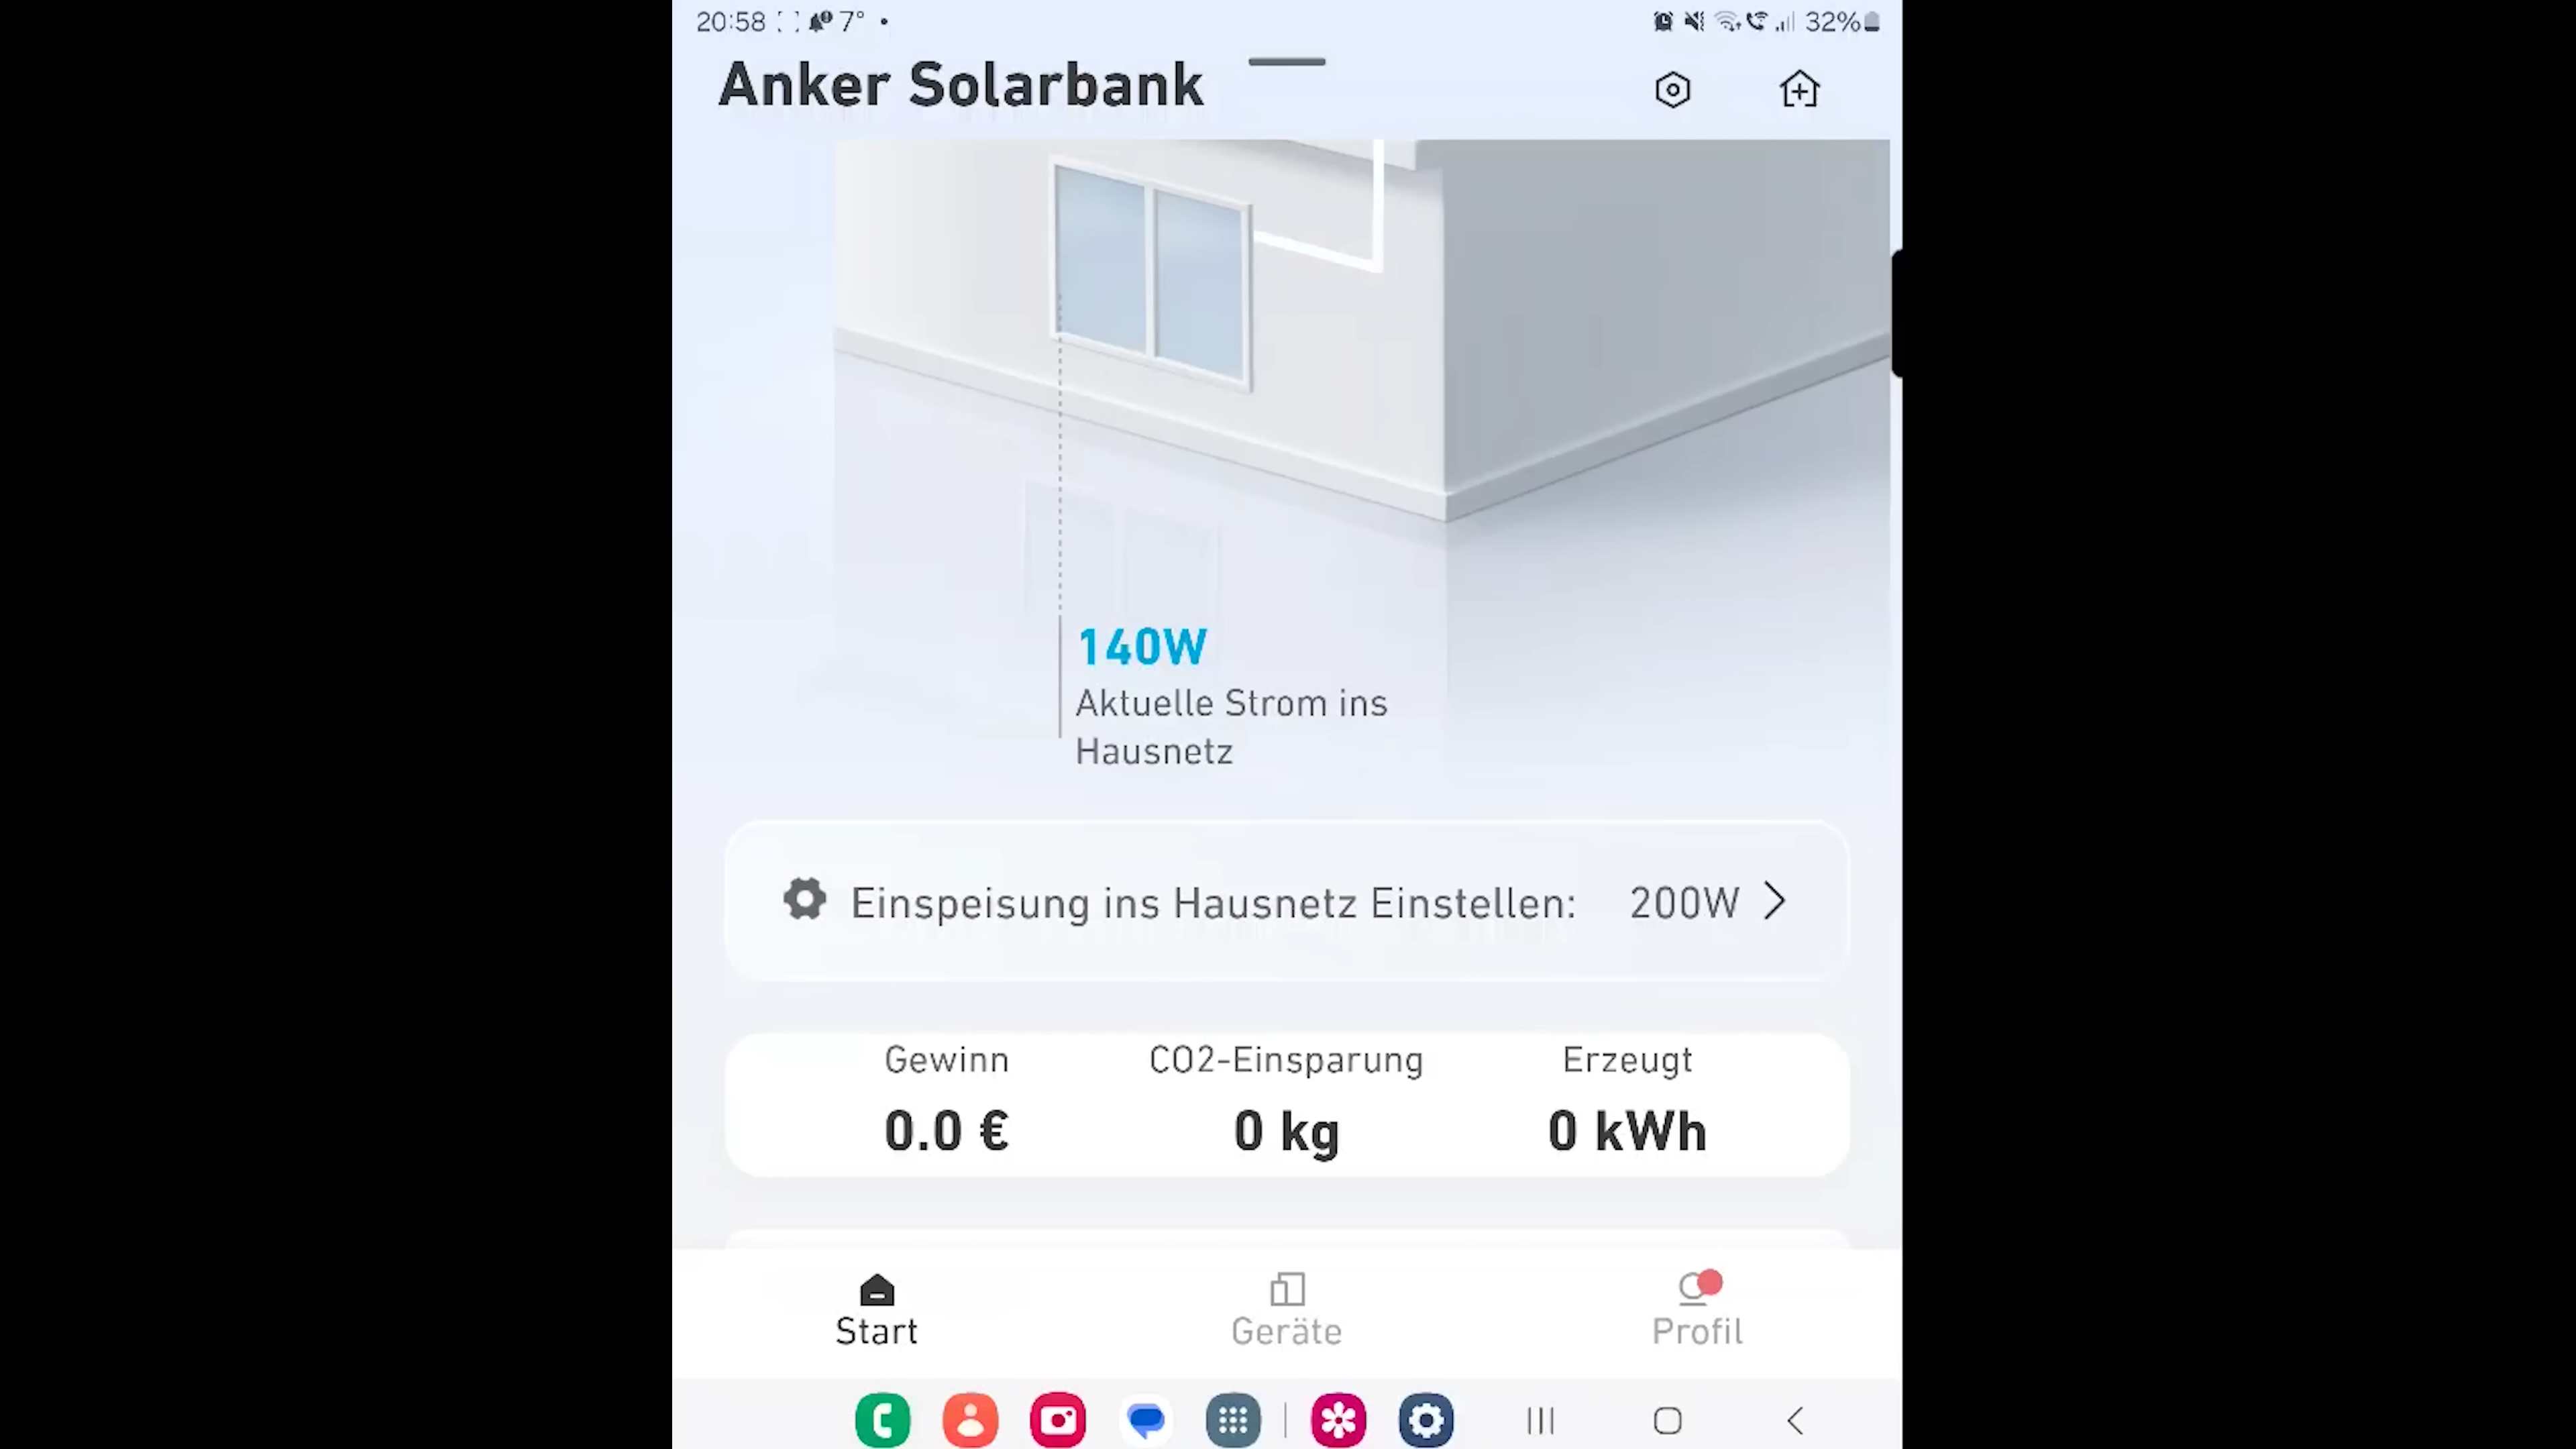 20:58 7° 32%
Anker Solarbank
140W
Aktuelle Strom ins
Hausnetz
Einspeisung ins Hausnetz Einstellen: 200W
Gewinn CO2-Einsparung Erzeugt
0.0 € 0 kg 0 kWh
Start Geräte Profil